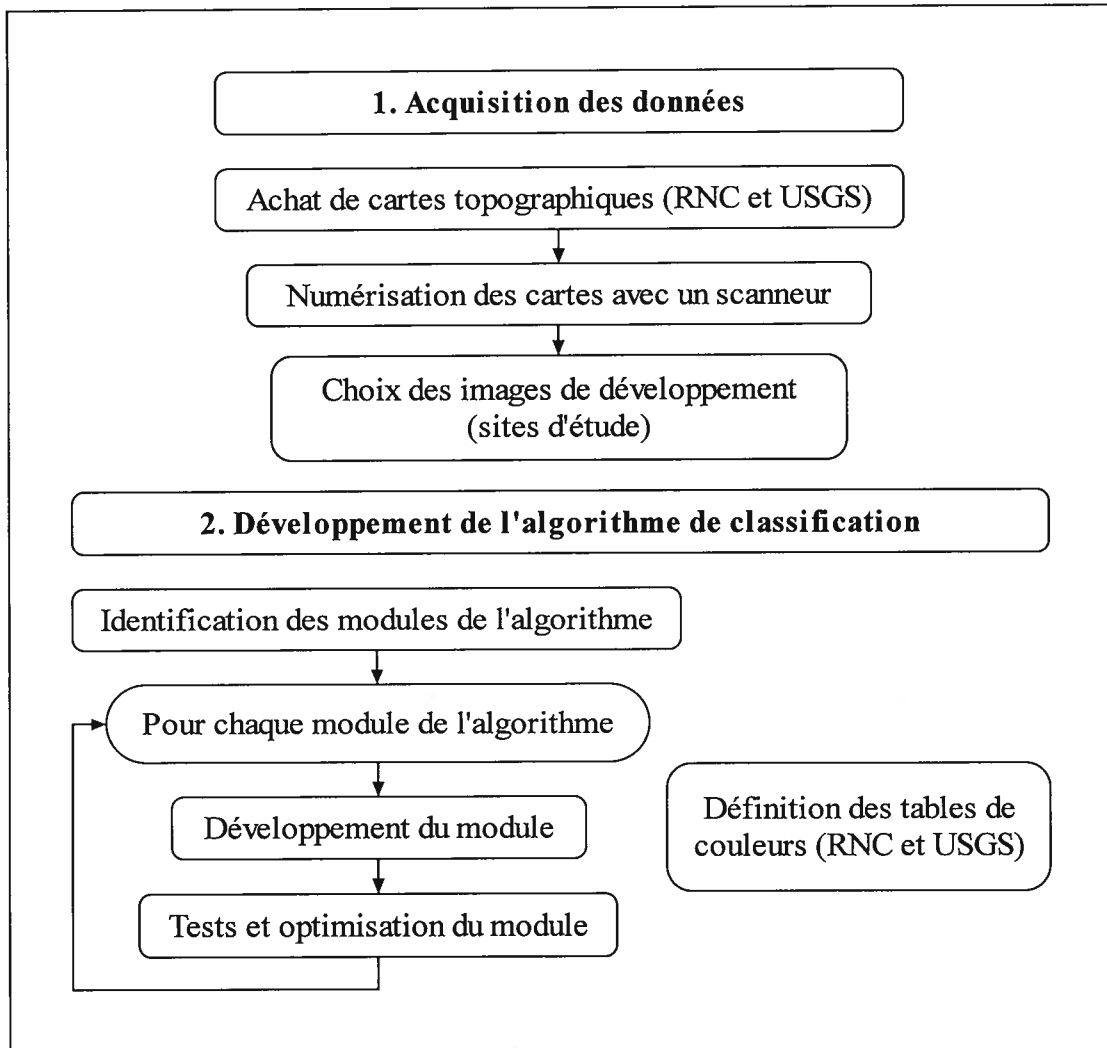 1. Acquisition des données
Achat de cartes topographiques (RNC et USGS)
Numérisation des cartes avec un scanneur
Choix des images de développement
(sites d'étude)
2. Développement de l'algorithme de classification
Identification des modules de l'algorithme
Pour chaque module de l'algorithme
Développement du module
Tests et optimisation du module
Définition des tables de
couleurs (RNC et USGS)